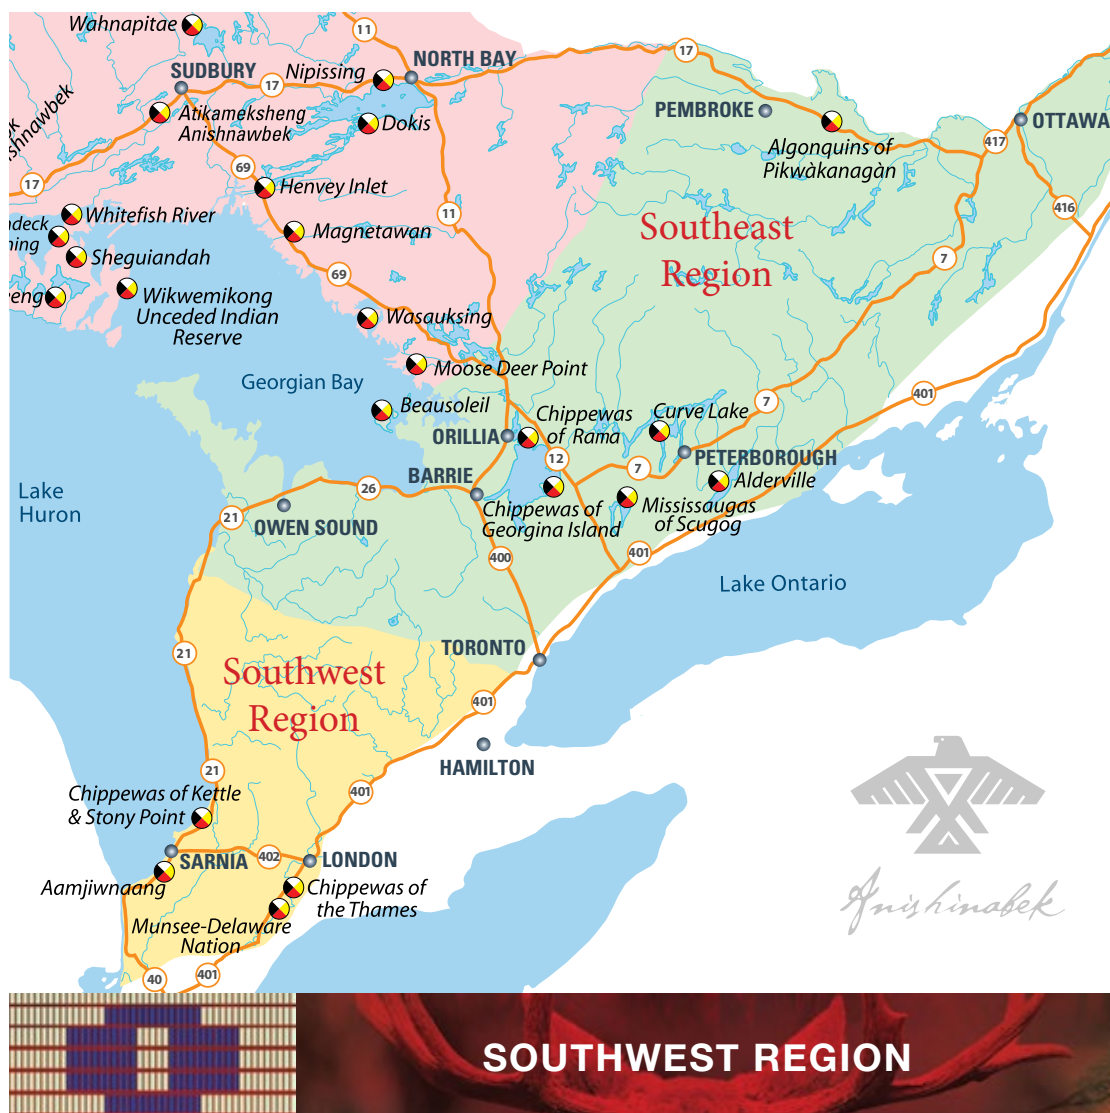 Wahnapitae
11
17
NORTH BAY
SUDBURY
Nipissing
17
PEMBROKE
OTTAWA
Atikameksheng
Anishnawbek
Dokis
417
Algonquins of
Pikwàkanagàn
ishnawbek
69
17
Henvey Inlet
11
416
Whitefish River
ndeck
ning
Magnetawan
Southeast
Region
Sheguiandah
7
69
eeng
Wikwemikong
Unceded Indian
Reserve
Wasauksing
Moose Deer Point
Georgian Bay
401
7
Beausoleil
Chippewas
of Rama
Curve Lake
ORILLIA
12
7
PETERBOROUGH
BARRIE
Alderville
26
Lake
Huron
21
OWEN SOUND
Chippewas of
Georgina Island
Mississaugas
of Scugog
400
401
Lake Ontario
TORONTO
21
Southwest
Region
401
HAMILTON
21
Chippewas of Kettle
& Stony Point
401
SARNIA
402
LONDON
Aamjiwnaang
Chippewas of
the Thames
Munsee-Delaware
Nation
Anishinabek
40
401
SOUTHWEST REGION